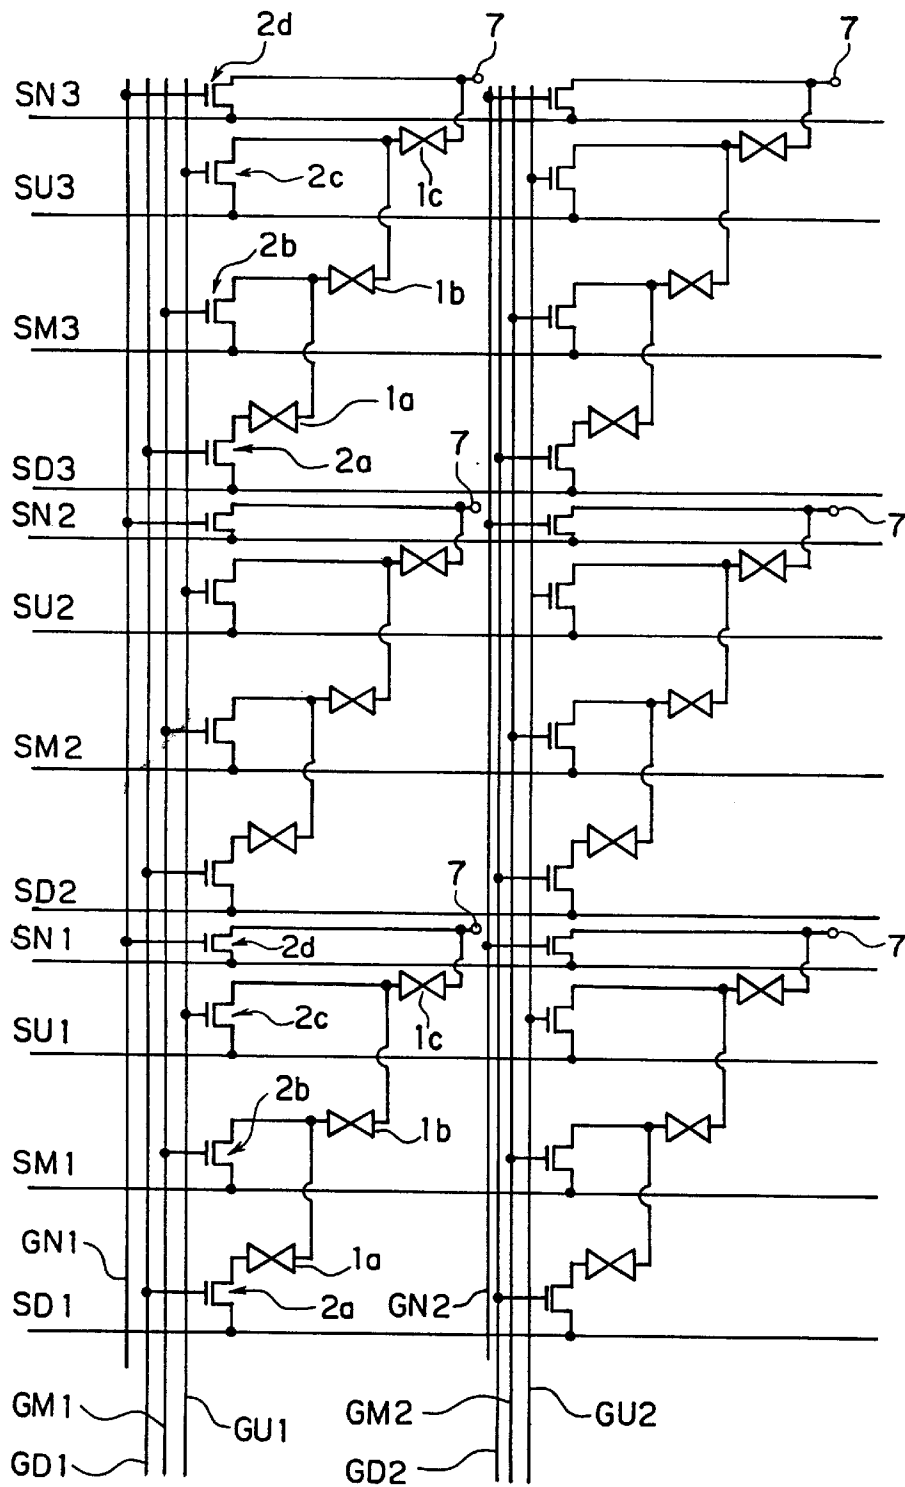 2d
7
7
SN3
2c
1c
SU3
2b
1b
SM3
1a
2a
7
SD3
SN2
7
SU2
SM2
SD2
7
SN1
2d
7
2c
1c
SU1
2b
1b
SM1
GN1
1a
2a
GN2
SD1
GM1
GU1
GM2
GU2
GD1
GD2